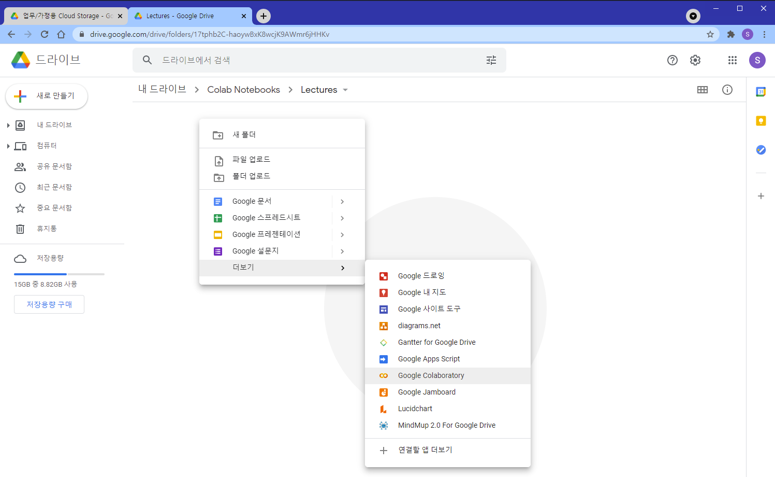 업무/가정용 Cloud Storage - Go
Lectures - Google Drive
drive.google.com/drive/folders/17tphb2C-haoyw8xKBwcjK9AWmr6jHHKv
S
드라이브
드라이브에서 검색
S
새로 만들기
내 드라이브
컴퓨터
공유 문서함
최근 문서함
중요 문서함
휴지통
저장용량
15GB 중 8.82GB 사용
저장용량 구매
내 드라이브 > Colab Notebooks > Lectures
새 폴더
파일 업로드
폴더 업로드
Google 문서
Google 스프레드시트
Google 프레젠테이션
Google 설문지
더보기
Google 드로잉
Google 내 지도
Google 사이트 도구
diagrams.net
Gantter for Google Drive
Google Apps Script
Google Colaboratory
Google Jamboard
Lucidchart
MindMup 2.0 For Google Drive
연결할 앱 더보기